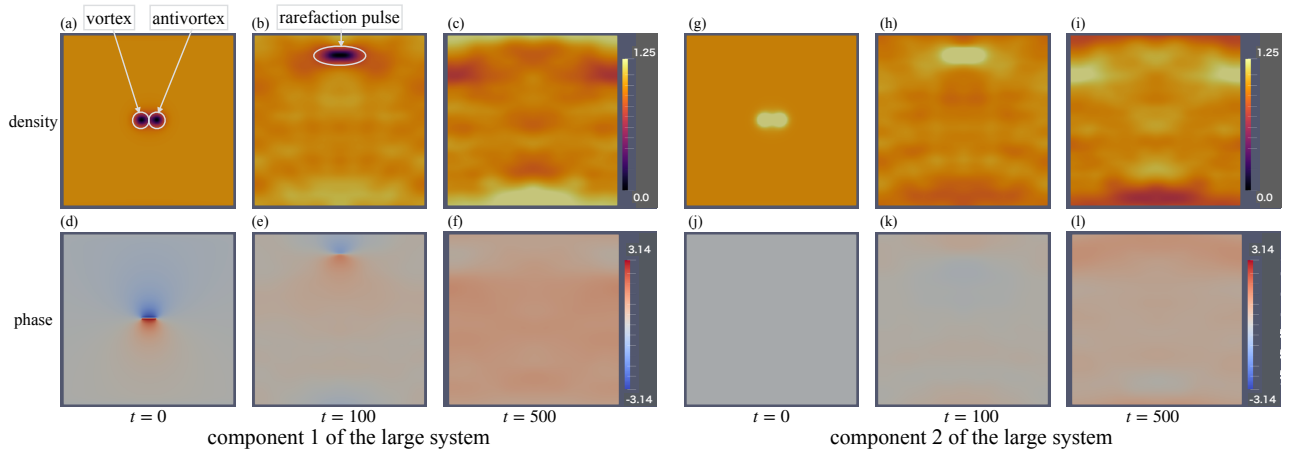 vortex antivortex rarefaction pulse
(a) (b) (c) (g) (h) (i)
1.25 1.25
density
0.0 0.0
(d) (e) (f) (j) (k) (l)
3.14 3.14
phase
-3.14 -3.14
t = 0 t = 100 t = 500 t = 0 t = 100 t = 500
component 1 of the large system component 2 of the large system